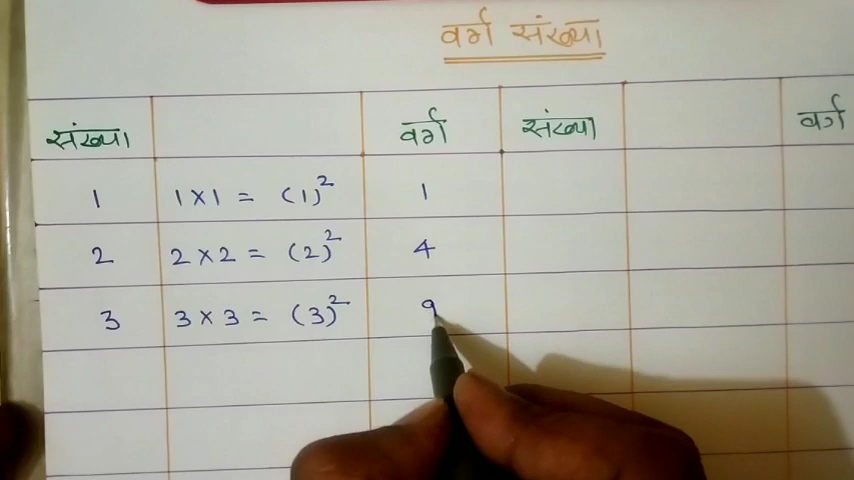 वर्ग संख्या
संख्या वर्ग संख्या वर्ग
1 1×1 = (1)² 1
2 2×2 = (2)² 4
3 3×3 = (3)² 9